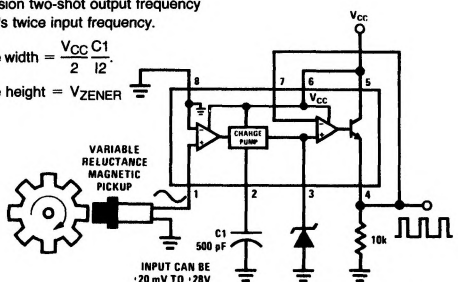 sion two-shot output frequency
's twice input frequency.
width = VCC/2 C1/I2.
height = VZENER
VCC
8
7
6
5
VCC
CHARGE
PUMP
VARIABLE
RELUCTANCE
MAGNETIC
PICKUP
1
2
3
4
C1
500 pF
10k
INPUT CAN BE
20 mV TO
28V